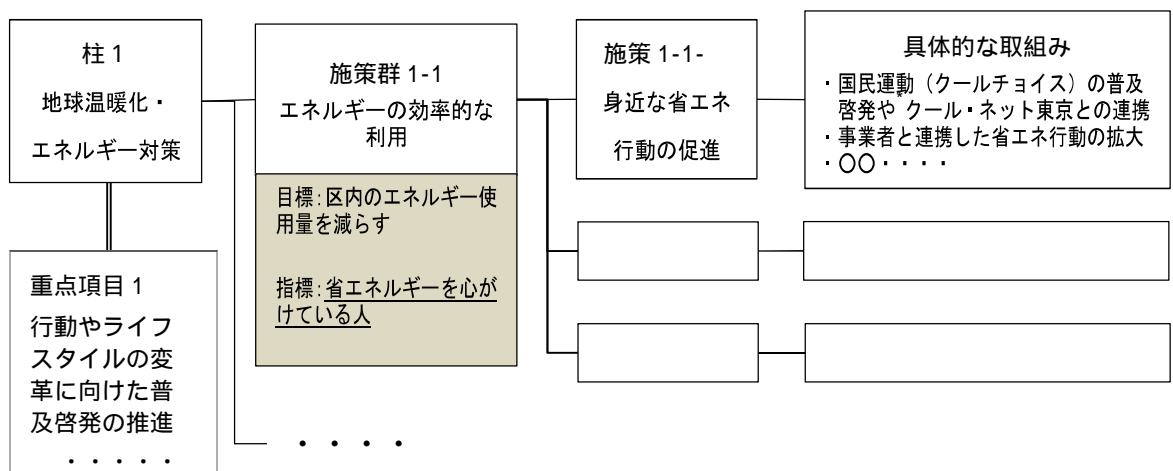 柱 1
地球温暖化・
エネルギー対策
重点項目 1
行動やライフ
スタイルの変
革に向けた普
及啓発の推進
・・・・・
施策群 1-1
エネルギーの効率的な
利用
目標：区内のエネルギー使
用量を減らす
指標：省エネルギーを心が
けている人
・・・・
施策 1-1-
身近な省エネ
行動の促進
具体的な取組み
・国民運動（クールチョイス）の普及
啓発や*クール・ネット東京との連携
・事業者と連携した省エネ行動の拡大
・〇〇・・・・